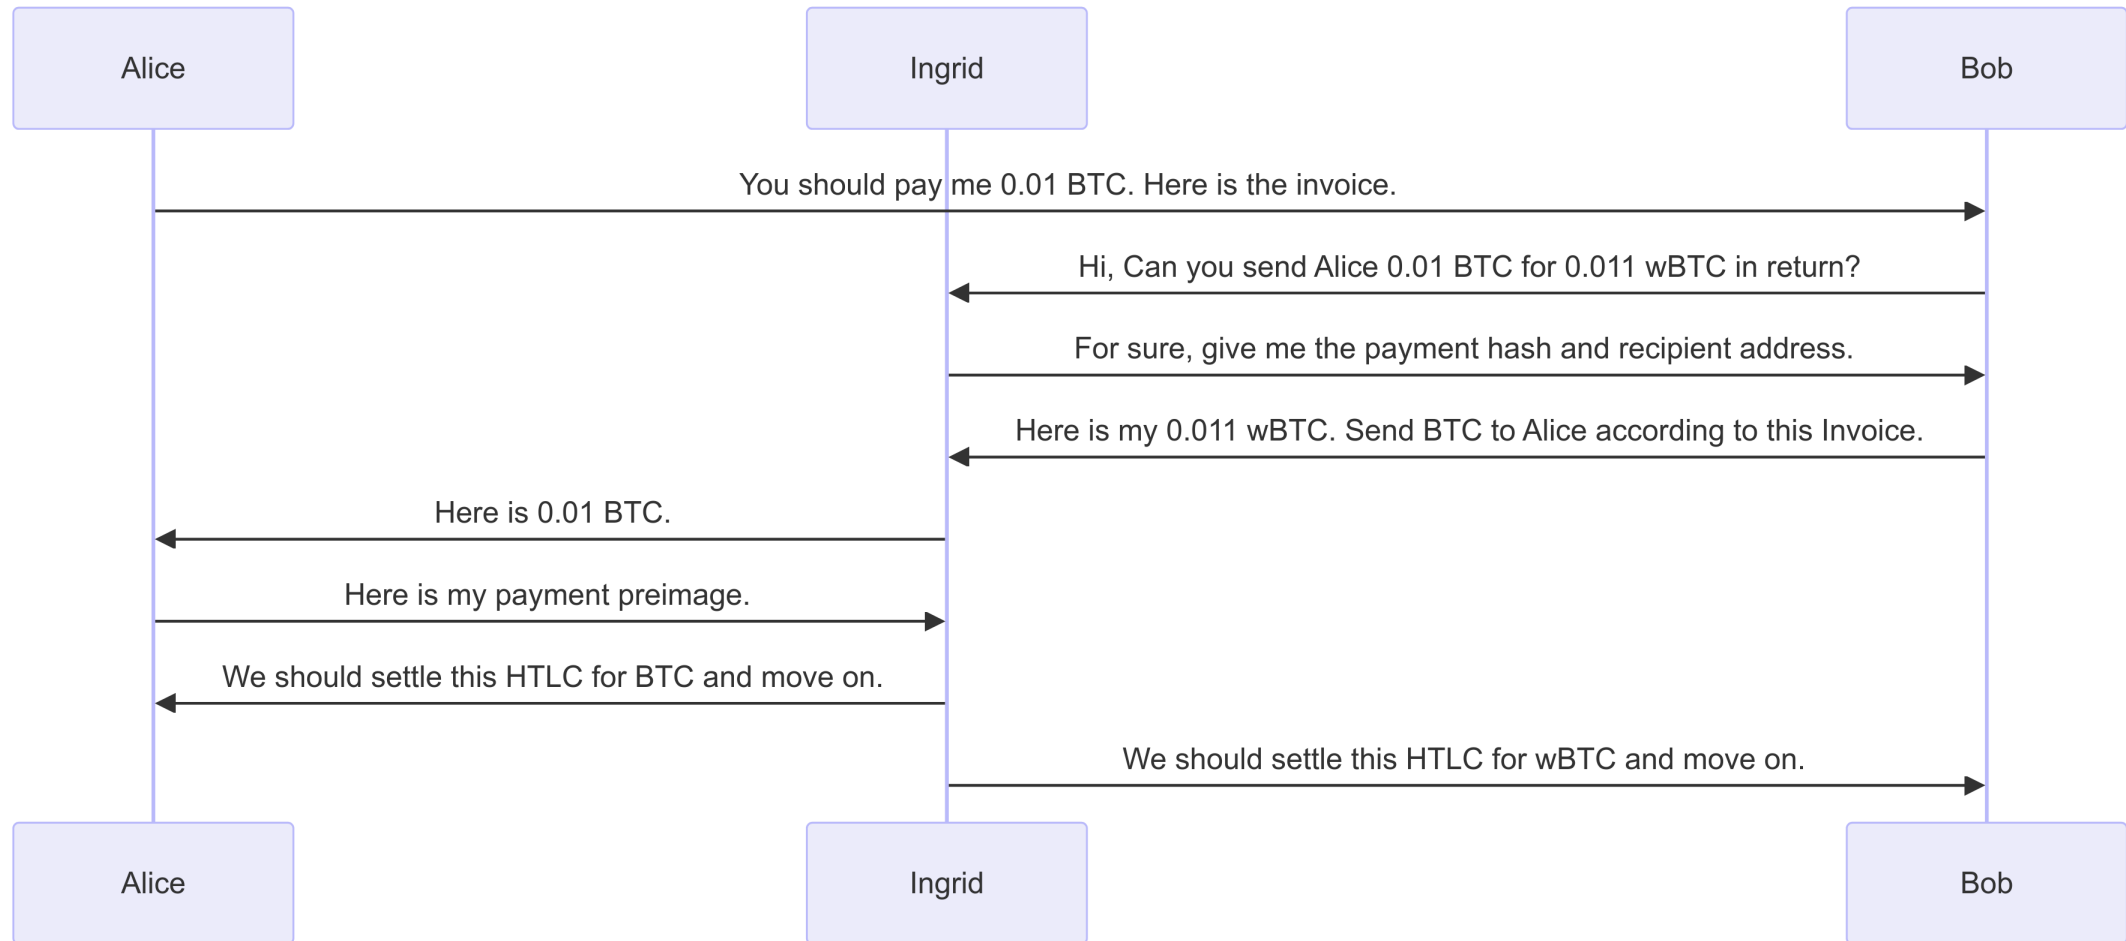 Alice
Ingrid
Bob
You should pay me 0.01 BTC. Here is the invoice.
Hi, Can you send Alice 0.01 BTC for 0.011 wBTC in return?
For sure, give me the payment hash and recipient address.
Here is my 0.011 wBTC. Send BTC to Alice according to this Invoice.
Here is 0.01 BTC.
Here is my payment preimage.
We should settle this HTLC for BTC and move on.
We should settle this HTLC for wBTC and move on.
Alice
Ingrid
Bob